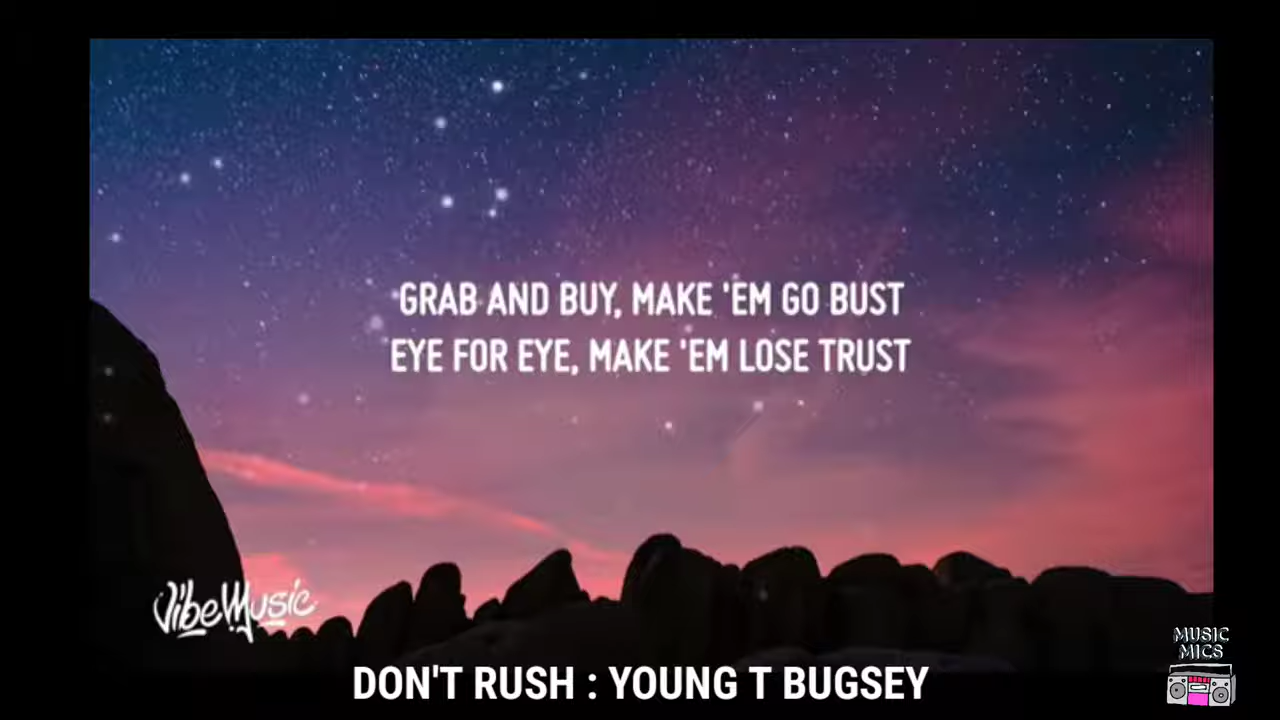 GRAB AND BUY, MAKE 'EM GO BUST
EYE FOR EYE, MAKE 'EM LOSE TRUST
VibeMusic
MUSIC
MICS
DON'T RUSH : YOUNG T BUGSEY